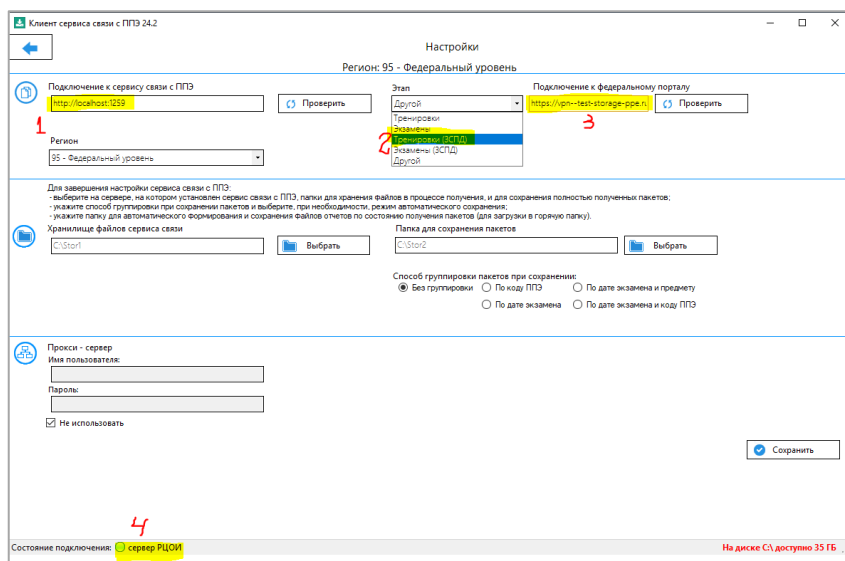 Клиент сервиса связи с ППЭ 24.2
Настройки
Регион: 95 - Федеральный уровень
Подключение к сервису связи с ППЭ
Этап
Подключение к федеральному порталу
http://localhost:1259
Проверить
Другой
https://vpn--test-storage-ppe.ru
Проверить
1
2
3
Тренировки
Экзамены
Тренировки (ЗСПД)
Экзамены (ЗСПД)
Другой
Регион
95 - Федеральный уровень
Для завершения настройки сервиса связи с ППЭ:
- выберите на сервере, на котором установлен сервис связи с ППЭ, папки для хранения файлов в процессе получения, и для сохранения полностью полученных пакетов;
- укажите способ группировки при сохранении пакетов и выберите, при необходимости, режим автоматического сохранения;
- укажите папку для автоматического Формирования и сохранения Файлов отчетов по состоянию получения пакетов (для загрузки в горячую папку).
Хранилище файлов сервиса связи
Папка для сохранения пакетов
C:\Stor1
Выбрать
C:\Stor2
Выбрать
Способ группировки пакетов при сохранении:
Без группировки
По коду ППЭ
По дате экзамена и предмету
По дате экзамена
По дате экзамена и коду ППЭ
Прокси - сервер
Имя пользователя:
Пароль:
Не использовать
Сохранить
4
Состояние подключения: сервер РЦОИ
На диске C:\ доступно 35 ГБ